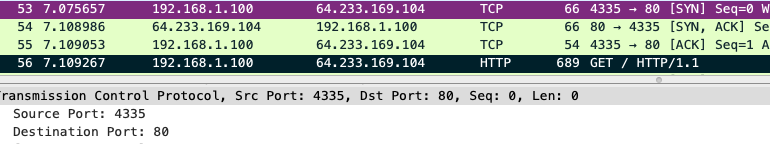 53 7.075657 192.168.1.100 64.233.169.104 TCP 66 4335 → 80 [SYN] Seq=0 W
54 7.108986 64.233.169.104 192.168.1.100 TCP 66 80 → 4335 [SYN, ACK] Se
55 7.109053 192.168.1.100 64.233.169.104 TCP 54 4335 → 80 [ACK] Seq=1 A
56 7.109267 192.168.1.100 64.233.169.104 HTTP 689 GET / HTTP/1.1
ransmission Control Protocol, Src Port: 4335, Dst Port: 80, Seq: 0, Len: 0
Source Port: 4335
Destination Port: 80